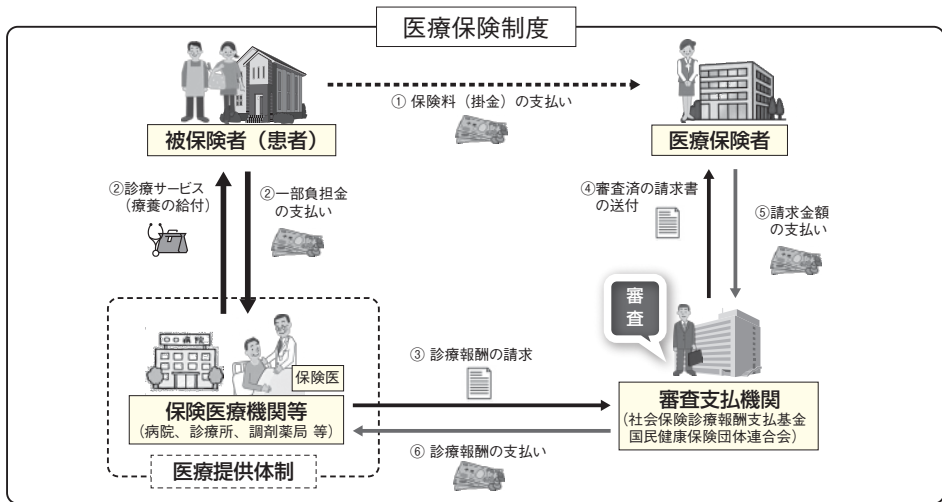 医療保険制度
① 保険料（掛金）の支払い
被保険者（患者）
医療保険者
②診療サービス
（療養の給付）
②一部負担金
の支払い
④審査済の請求書
の送付
⑤請求金額
の支払い
審
査
病院
保険医
③ 診療報酬の請求
保険医療機関等
（病院、診療所、調剤薬局 等）
審査支払機関
（社会保険診療報酬支払基金
国民健康保険団体連合会）
⑥ 診療報酬の支払い
医療提供体制